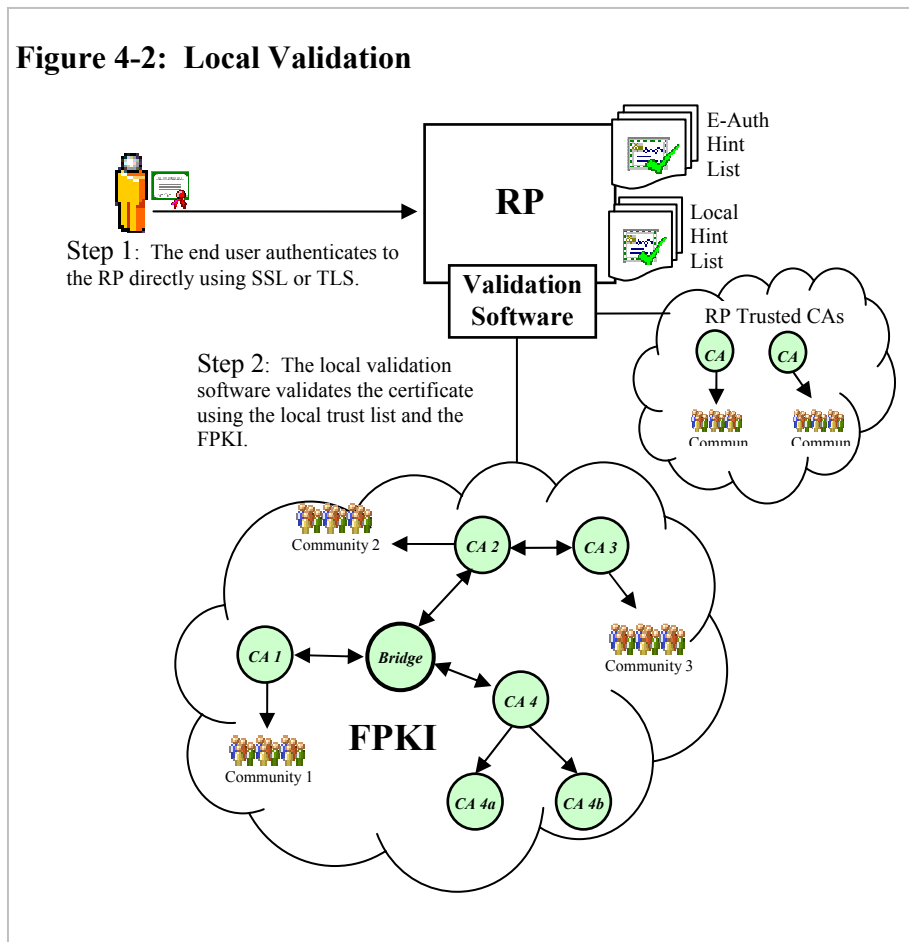 Figure 4-2:  Local Validation
E-Auth
Hint
List
RP
Local
Hint
List
Step 1:  The end user authenticates to
the RP directly using SSL or TLS.
Validation
Software
RP Trusted CAs
CA
CA
Commun
Commun
Step 2:  The local validation
software validates the certificate
using the local trust list and the
FPKI.
Community 2
CA 2
CA 3
CA 1
Bridge
Community 3
CA 4
FPKI
Community 1
CA 4a
CA 4b